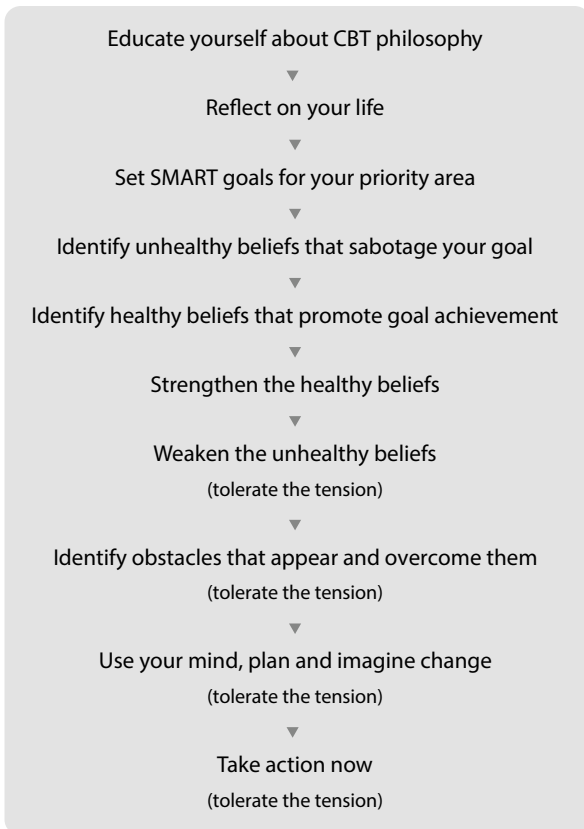 Educate yourself about CBT philosophy
Reflect on your life
Set SMART goals for your priority area
Identify unhealthy beliefs that sabotage your goal
Identify healthy beliefs that promote goal achievement
Strengthen the healthy beliefs
Weaken the unhealthy beliefs
(tolerate the tension)
Identify obstacles that appear and overcome them
(tolerate the tension)
Use your mind, plan and imagine change
(tolerate the tension)
Take action now
(tolerate the tension)